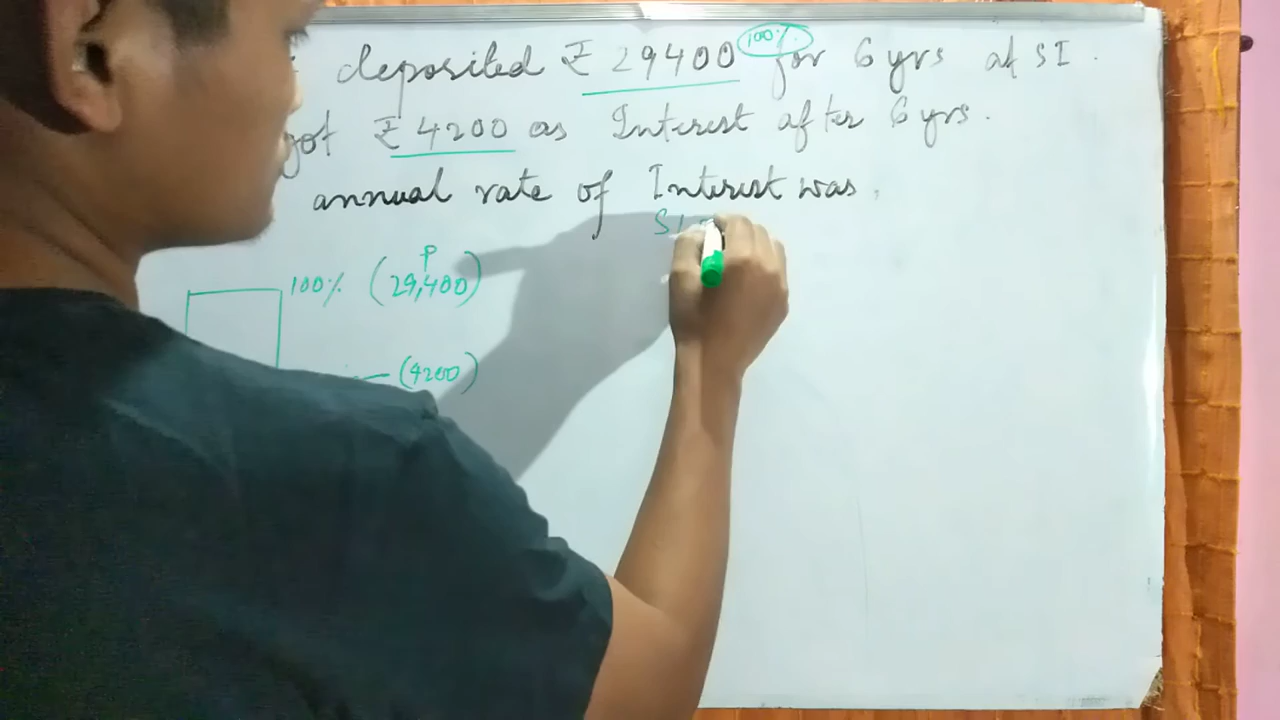 deposited ₹ 29400 100% for 6 yrs at SI.
got ₹ 4200 as Interest after 6 yrs.
annual rate of Interest was.
SI
P
100% (29,400)
(4200)